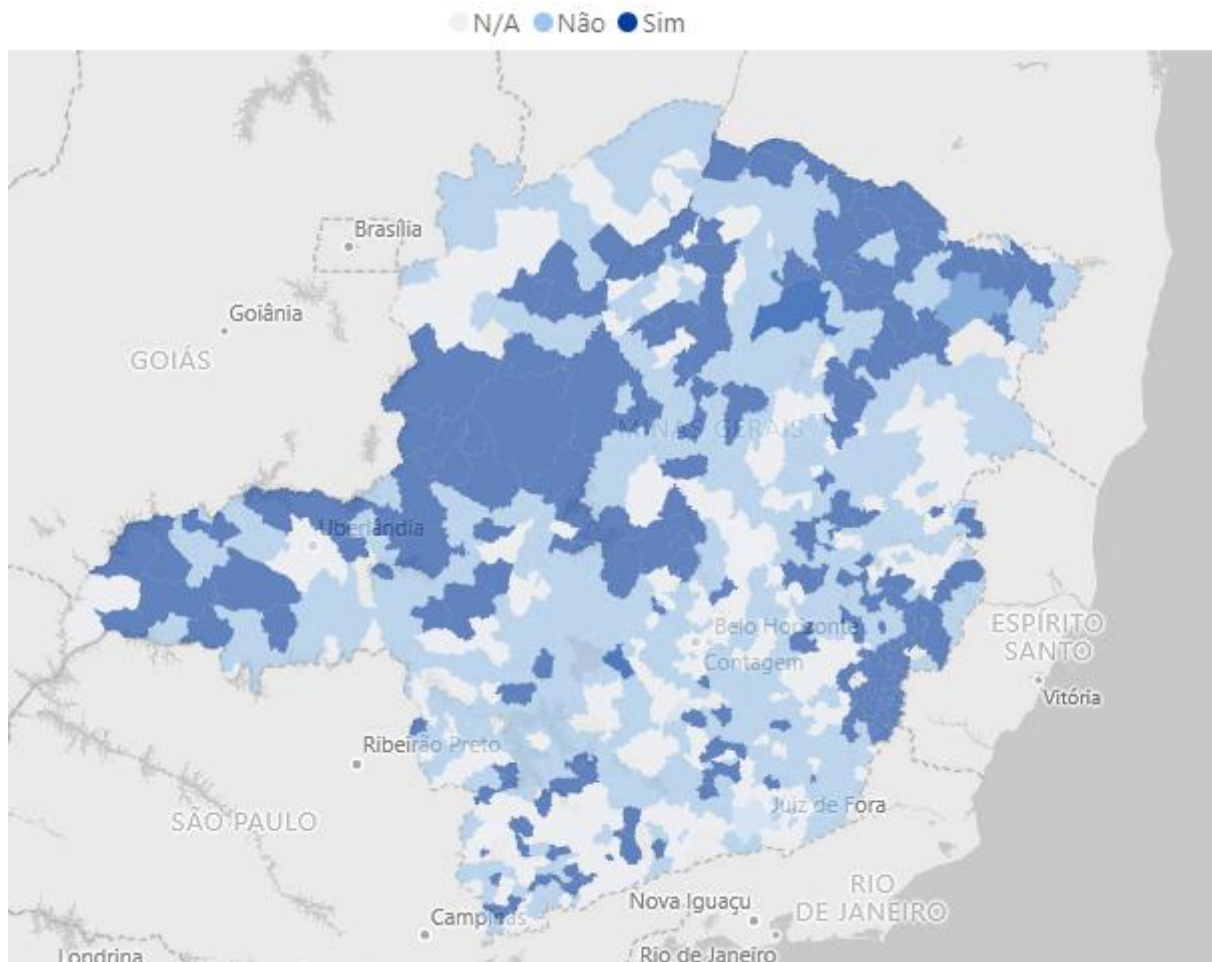 N/A Não Sim
Brasília
Goiânia
GOIÁS
MINAS GERAIS
Uberlândia
Belo Horizonte
Contagem
ESPÍRITO
SANTO
Vitória
Ribeirão Preto
Juiz de Fora
SÃO PAULO
RIO
DE JANEIRO
Nova Iguaçu
Campinas
Rio de Janeiro
Londrina